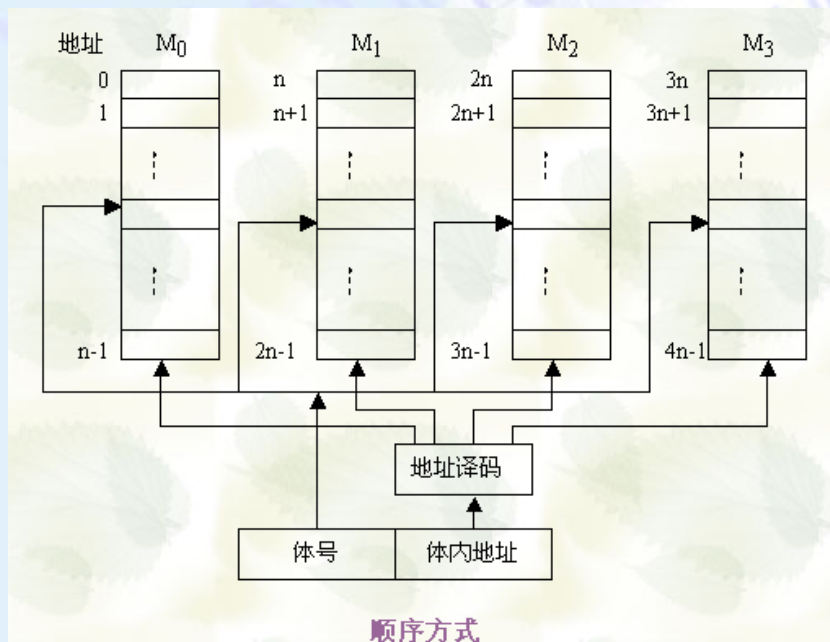 地址 M0 M1 M2 M3
0 n 2n 3n
1 n+1 2n+1 3n+1
n-1 2n-1 3n-1 4n-1
地址译码
体号 体内地址
顺序方式